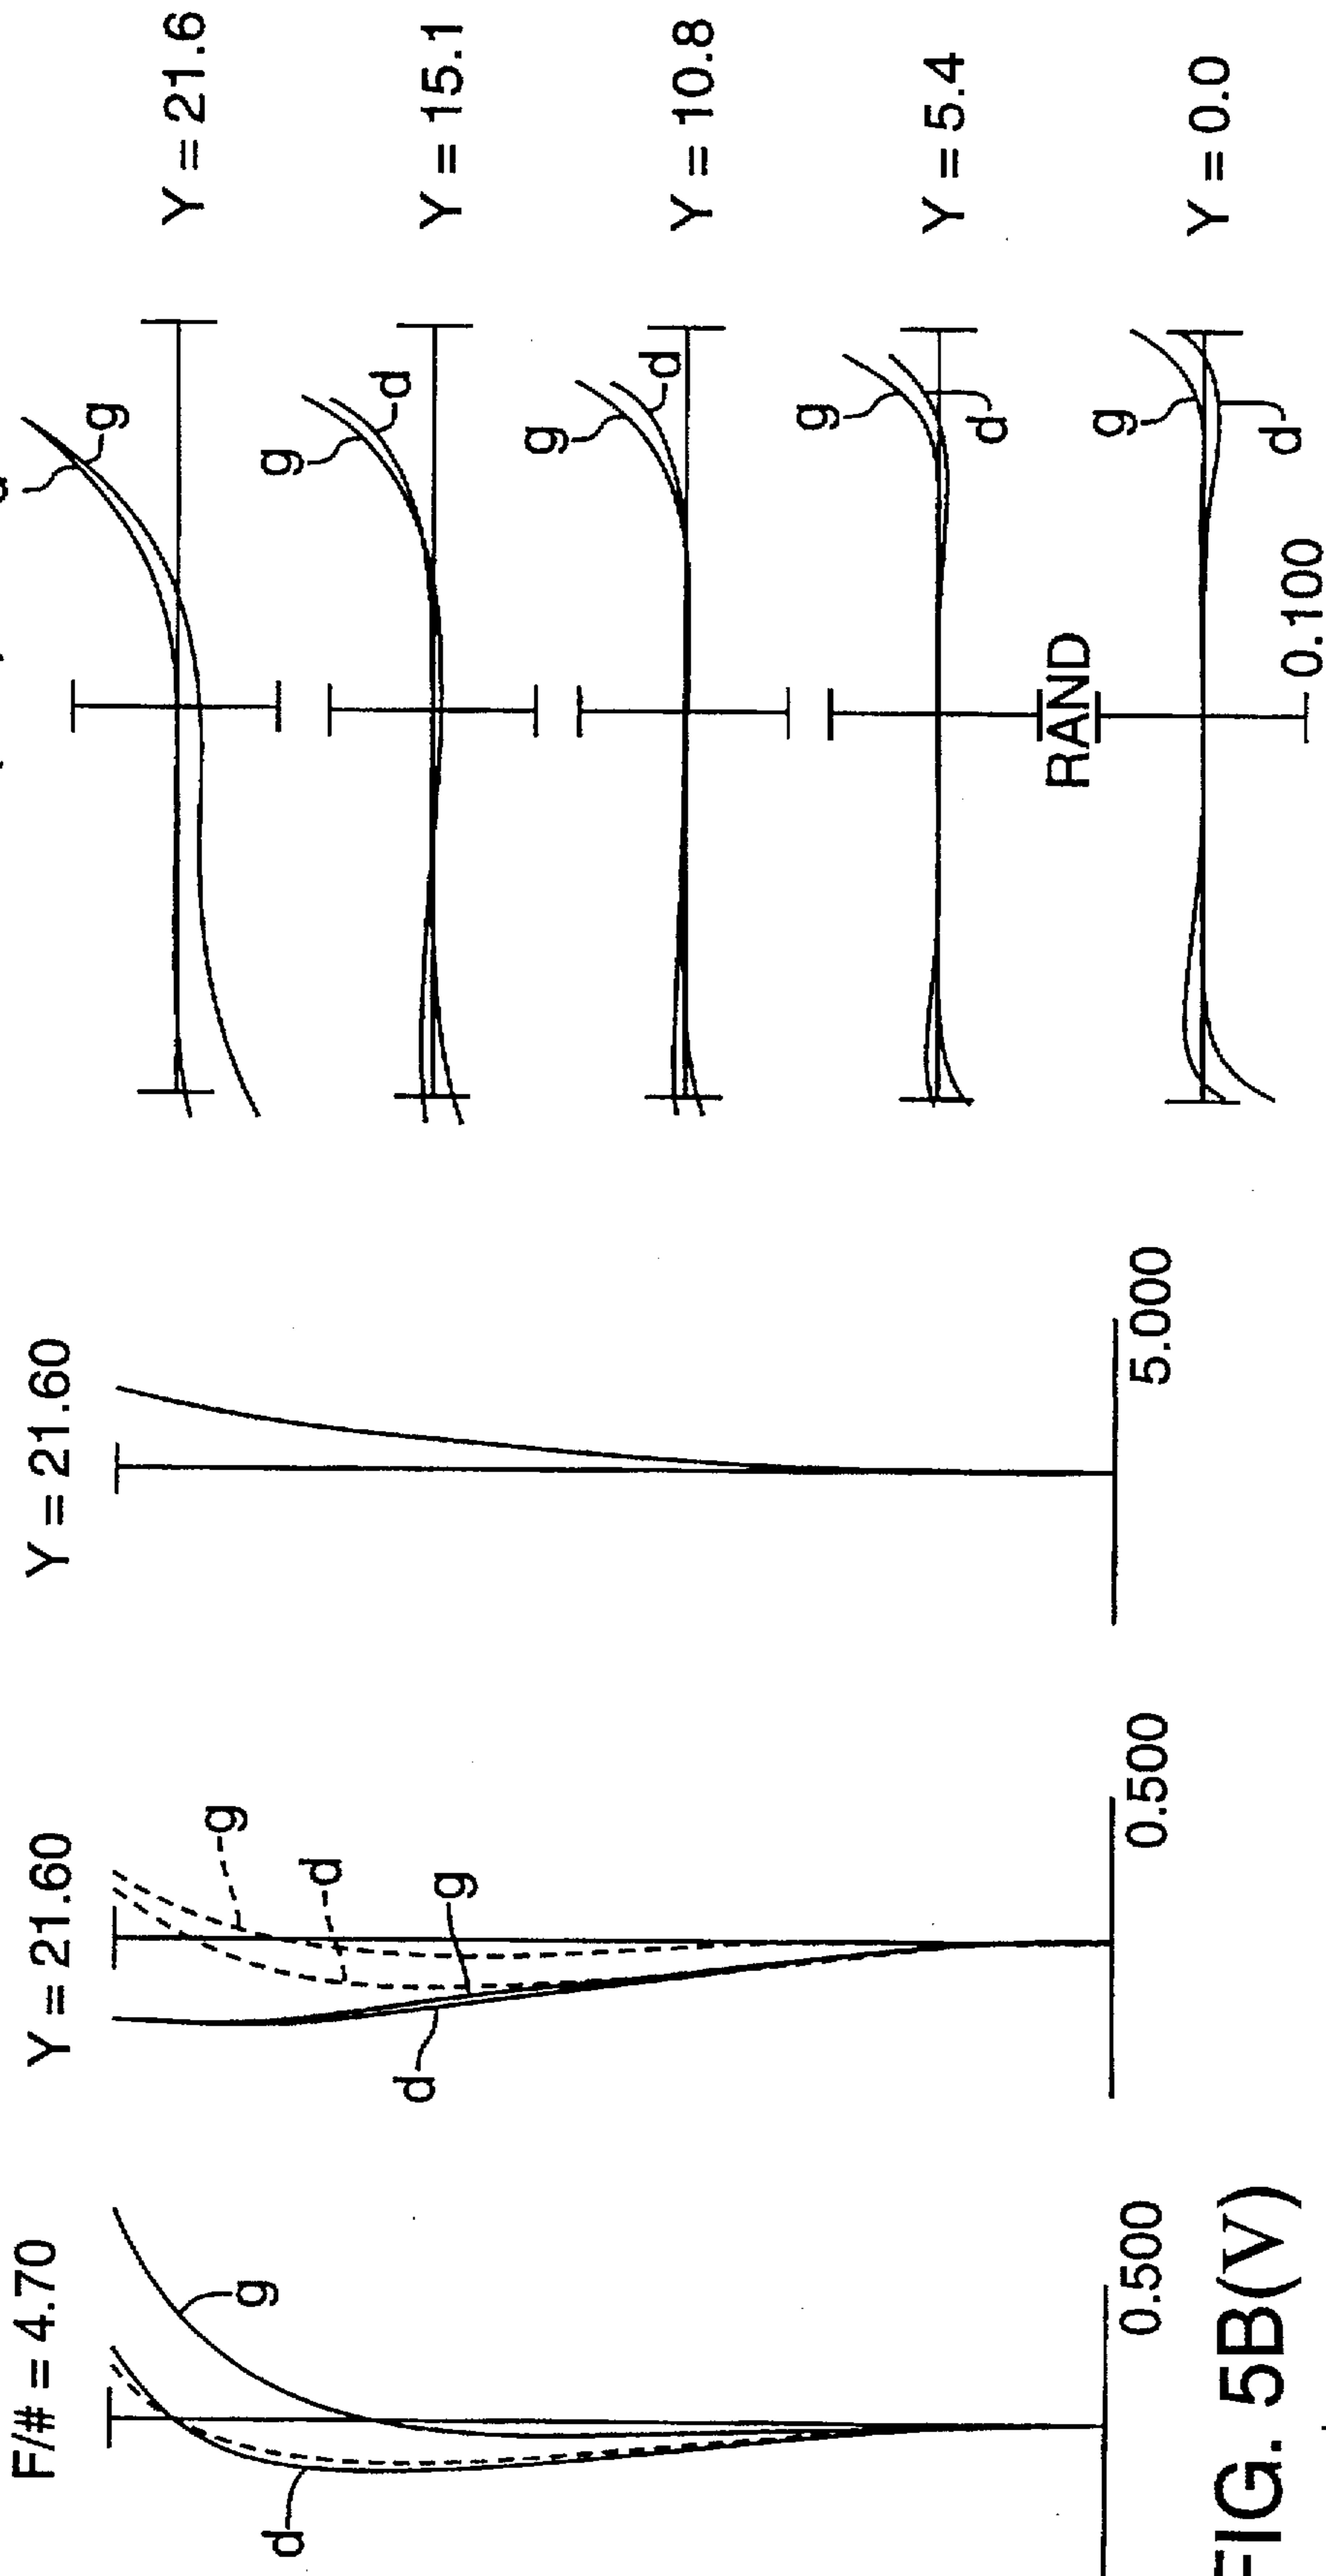 F/# = 4.70
g
d
0.500
Y = 21.60
g
d
g
d
0.500
Y = 21.60
5.000
g
Y = 21.6
g
d
Y = 15.1
g
d
Y = 10.8
g
d
Y = 5.4
RAND
g
d
Y = 0.0
0.100
FIG. 5B(V)